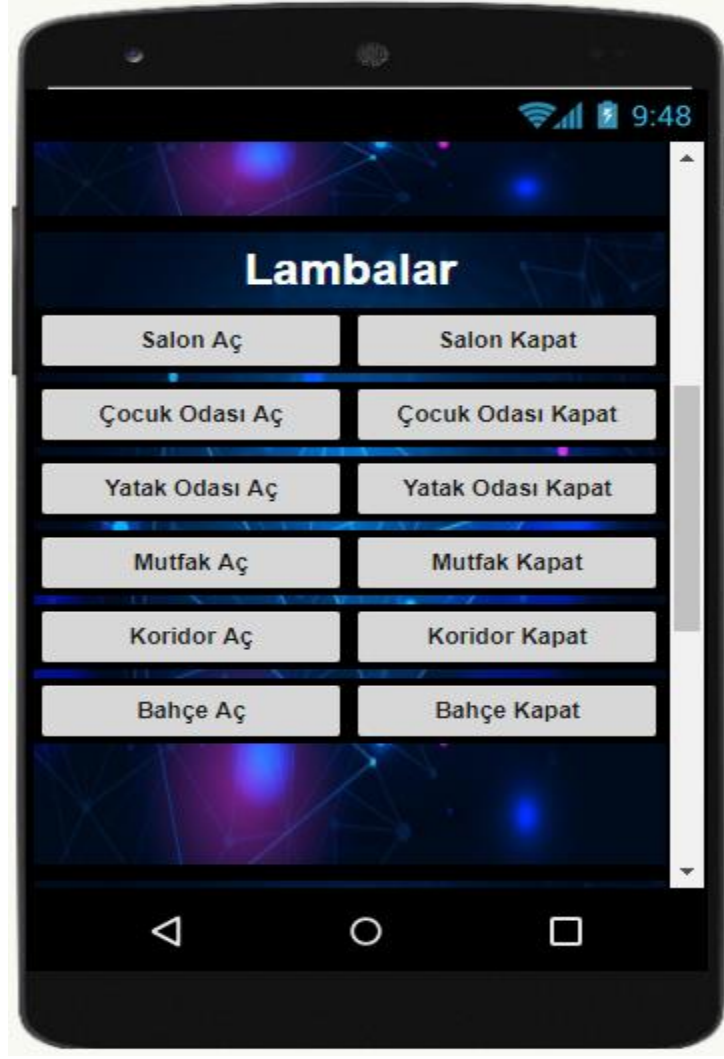 9:48
Lambalar
Salon Aç Salon Kapat
Çocuk Odası Aç Çocuk Odası Kapat
Yatak Odası Aç Yatak Odası Kapat
Mutfak Aç Mutfak Kapat
Koridor Aç Koridor Kapat
Bahçe Aç Bahçe Kapat